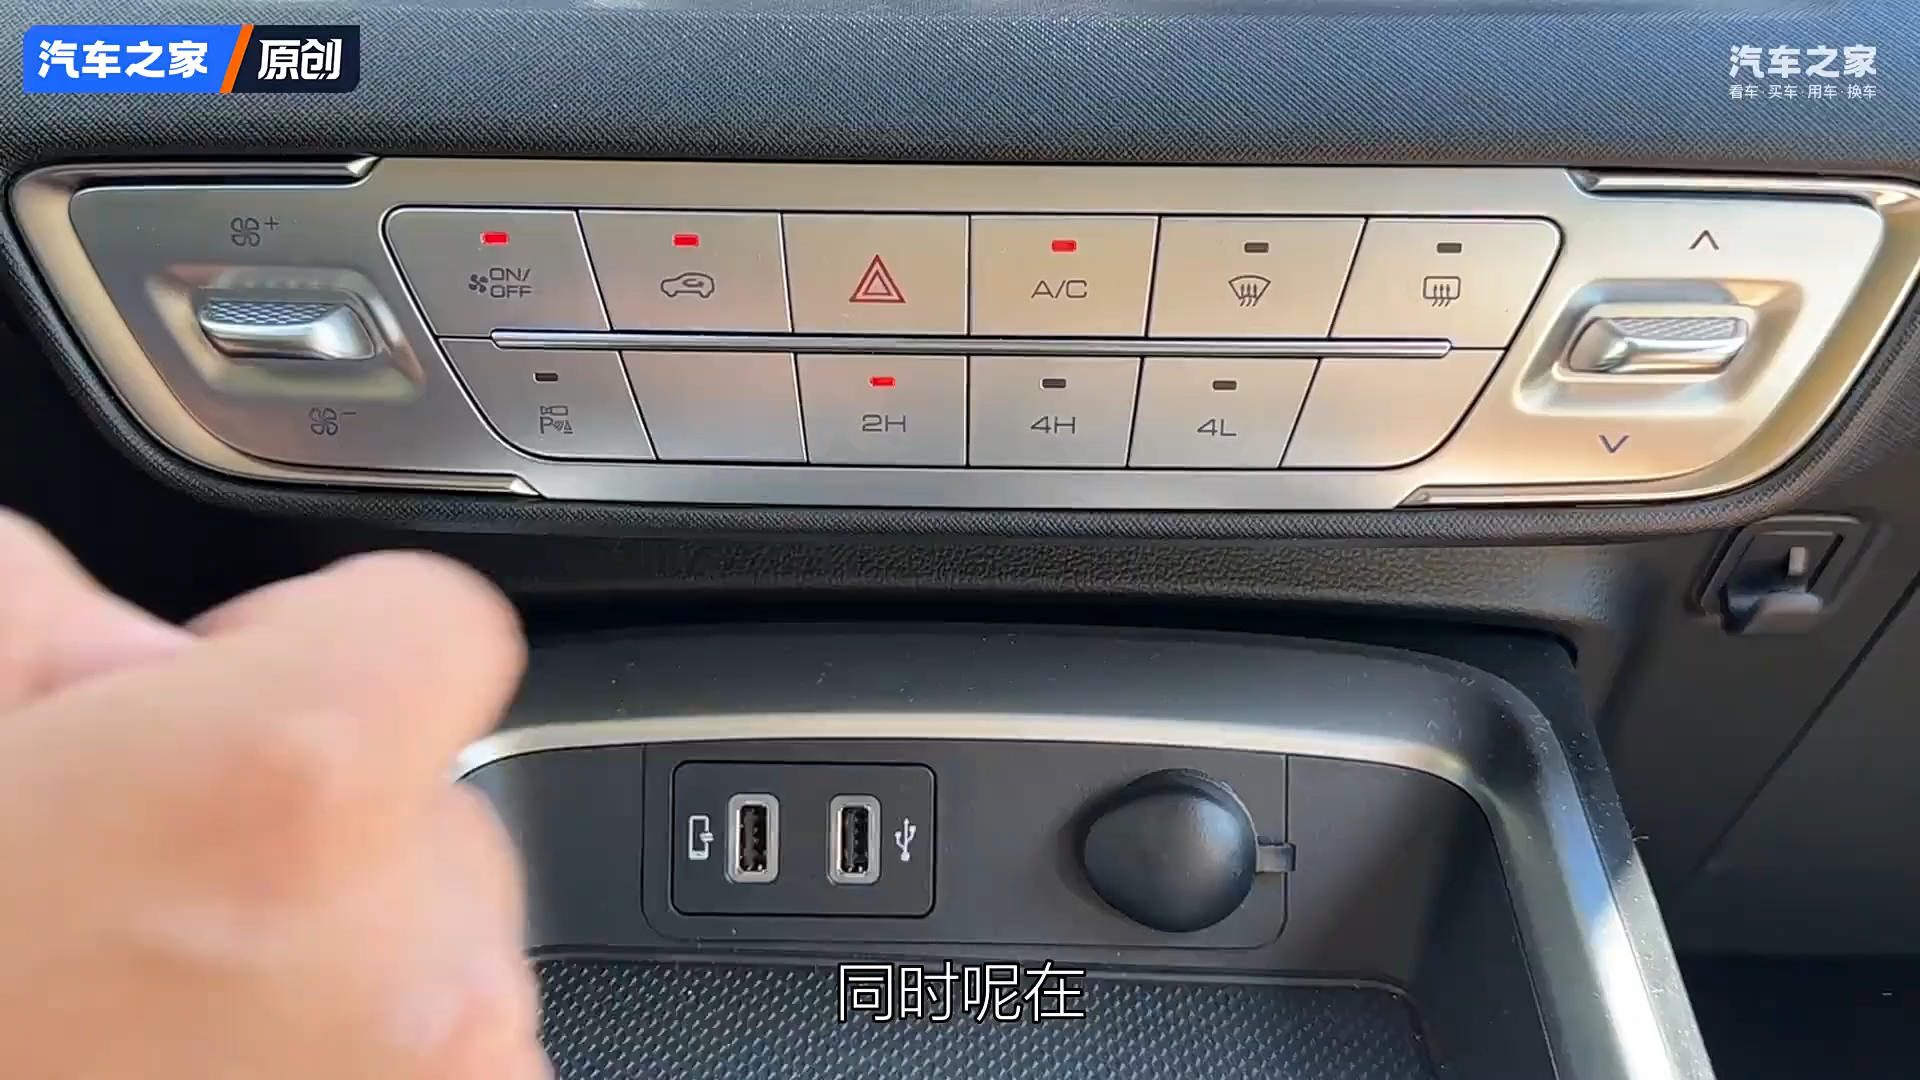 汽车之家 原创
汽车之家
看车·买车·用车·换车
+
ON/
OFF
A/C
−
P
2H
4H
4L
同时呢在